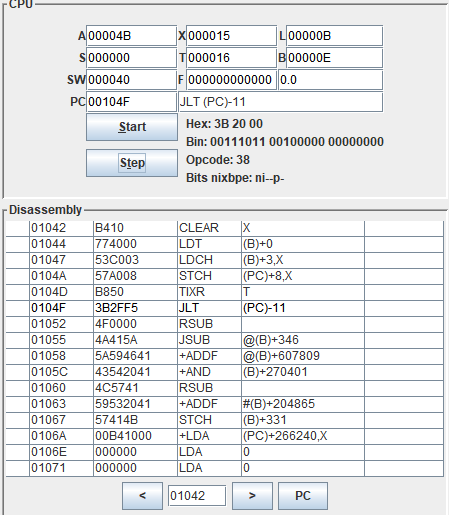 CPU
A 00004B X 000015 L 00000B
S 000000 T 000016 B 00000E
SW 000040 F 000000000000 0.0
PC 00104F JLT (PC)-11
Start Hex: 3B 20 00
Bin: 00111011 00100000 00000000
Step Opcode: 38
Bits nixbpe: ni--p-
Disassembly
01042 B410 CLEAR X
01044 774000 LDT (B)+0
01047 53C003 LDCH (B)+3,X
0104A 57A008 STCH (PC)+8,X
0104D B850 TIXR T
0104F 3B2FF5 JLT (PC)-11
01052 4F0000 RSUB
01055 4A415A JSUB @(B)+346
01058 5A594641 +ADDF @(B)+607809
0105C 43542041 +AND (B)+270401
01060 4C5741 RSUB
01063 59532041 +ADDF #(B)+204865
01067 57414B STCH (B)+331
0106A 00B41000 +LDA (PC)+266240,X
0106E 000000 LDA 0
01071 000000 LDA 0
< 01042 > PC